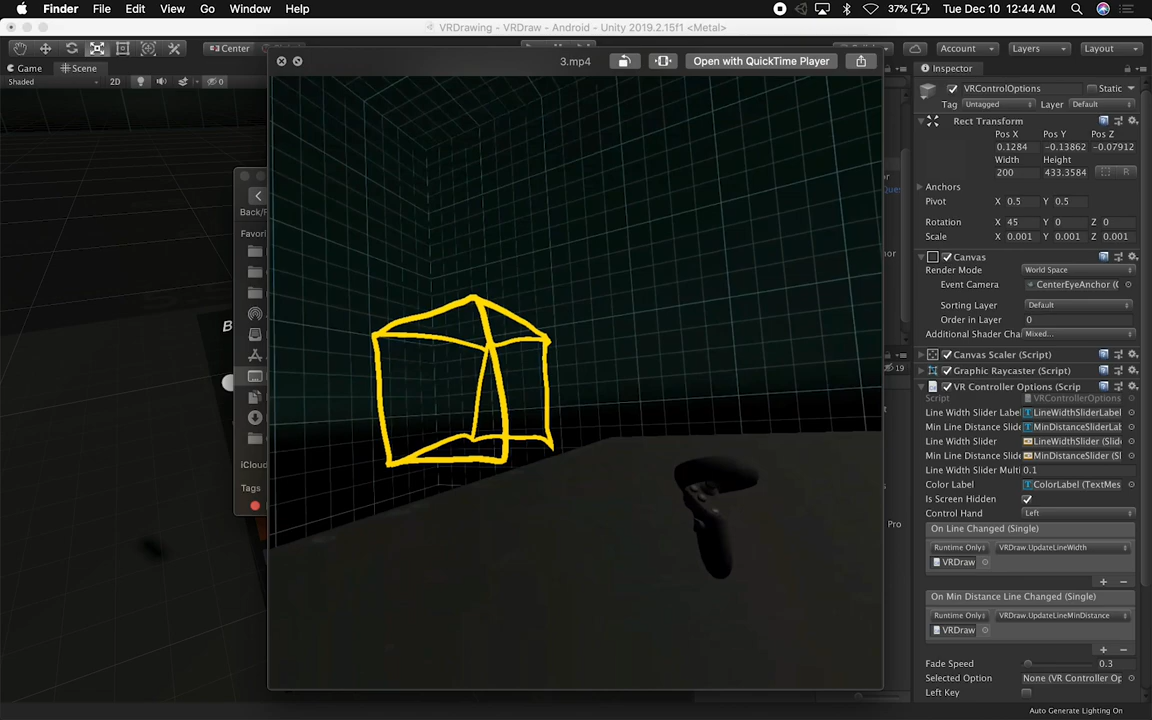 Finder File Edit View Go Window Help 37% Tue Dec 10 12:44 AM
VRDrawing - VRDraw - Android - Unity 2019.2.15f1 <Metal>
Center Account Layers Layout
Game Scene Inspector
Shaded 2D 0
3.mp4 Open with QuickTime Player
VRControlOptions Static
Tag Untagged Layer Default
Rect Transform
Pos X Pos Y Pos Z
0.1284 -0.13862 -0.07912
Width Height
200 433.3584
R
Anchors
Pivot X 0.5 Y 0.5
Rotation X 45 Y 0 Z 0
Scale X 0.001 Y 0.001 Z 0.001
Canvas
Render Mode World Space
Event Camera CenterEyeAnchor (
Sorting Layer Default
Order in Layer 0
Additional Shader Cha Mixed...
Canvas Scaler (Script)
Graphic Raycaster (Script)
VR Controller Options (Scrip
Script VRControllerOptions
Line Width Slider Label LineWidthSliderLabel
Min Line Distance Slid MinDistanceSliderLab
Line Width Slider LineWidthSlider (Slide
Min Line Distance Slid MinDistanceSlider (Sl
Line Width Slider Mult 0.1
Color Label ColorLabel (TextMes
Is Screen Hidden
Control Hand Left
On Line Changed (Single)
Runtime Only VRDraw.UpdateLineWidth
VRDraw
+ −
On Min Distance Line Changed (Single)
Runtime Only VRDraw.UpdateLineMinDistance
VRDraw
+ −
Fade Speed 0.3
Selected Option None (VR Controller Op
Left Key
Auto Generate Lighting On
Back/F
Favori
iCloud
Tags
B
or
Ques
or
19
Pro